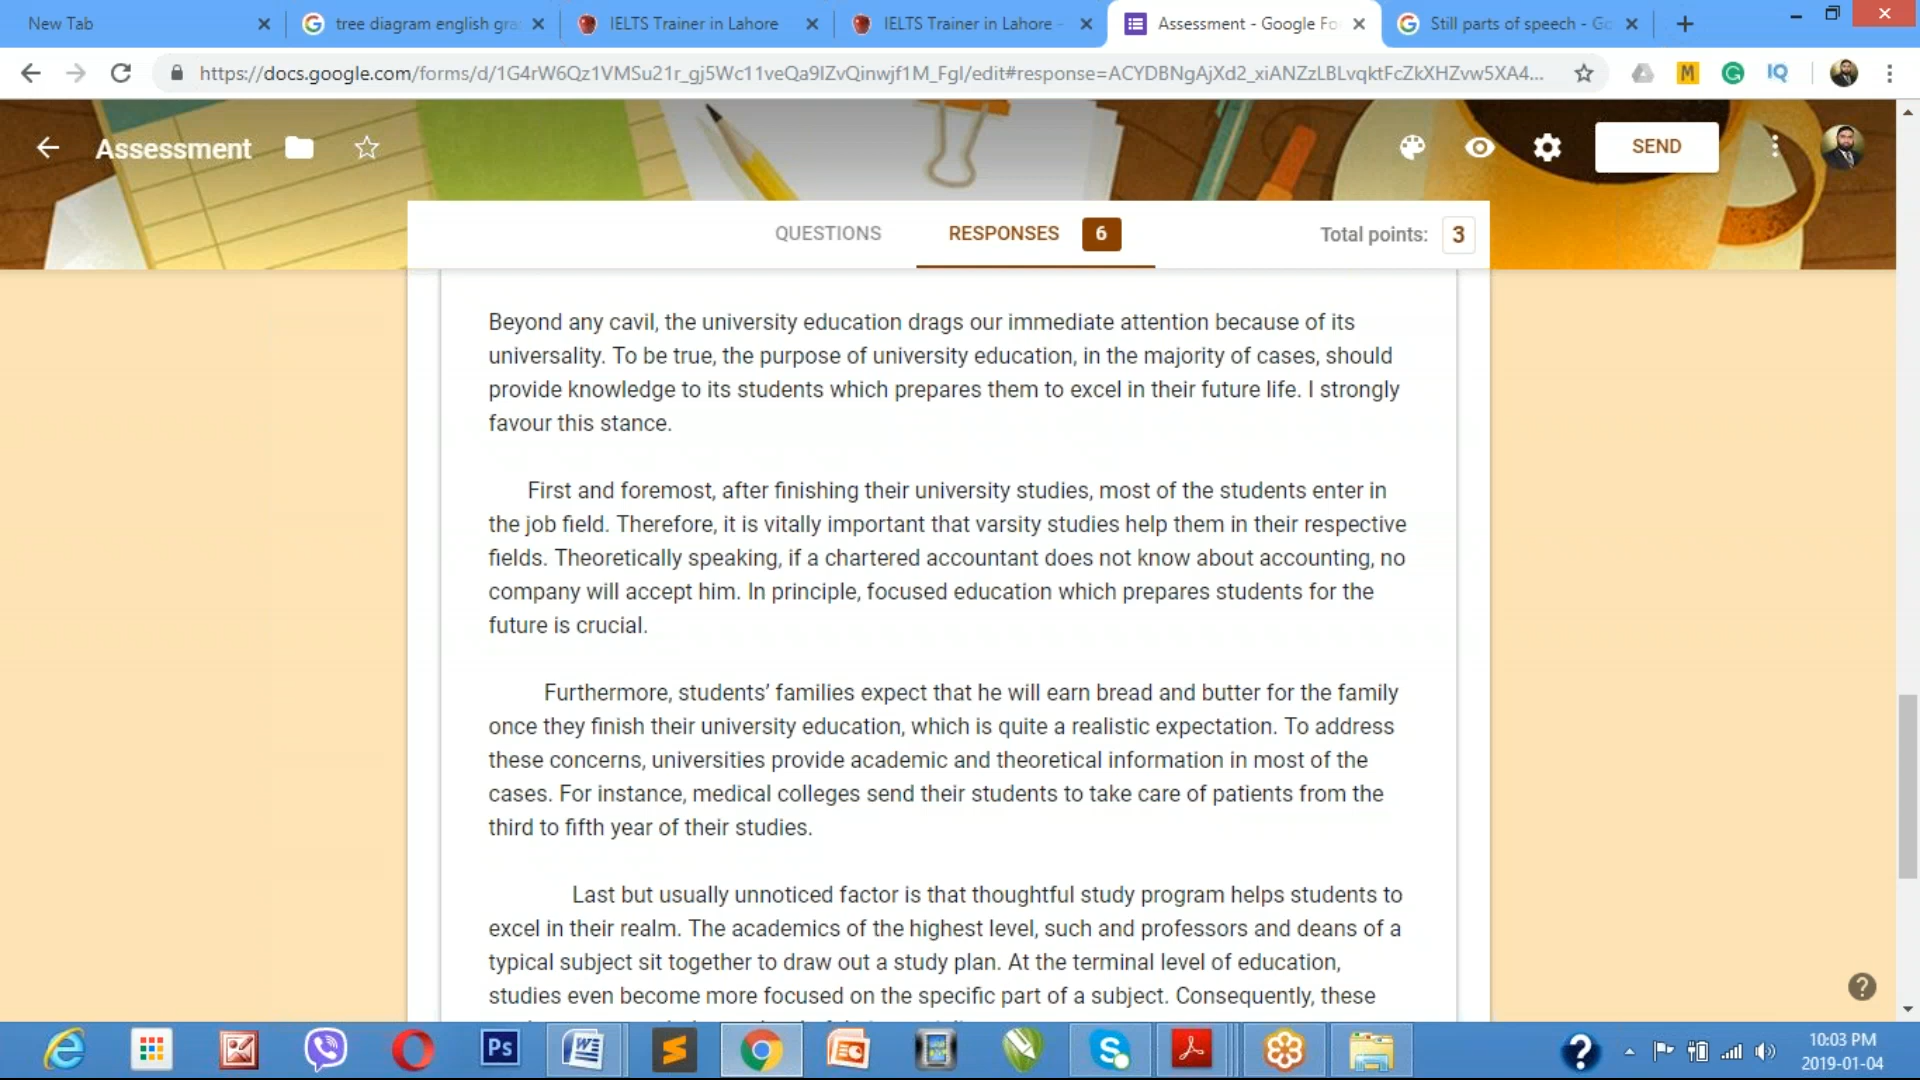 New Tab
tree diagram english gra
IELTS Trainer in Lahore
IELTS Trainer in Lahore -
Assessment - Google Fo
Still parts of speech - Go
https://docs.google.com/forms/d/1G4rW6Qz1VMSu21r_gj5Wc11veQa9IZvQinwjf1M_FgI/edit#response=ACYDBNgAjXd2_xiANZzLBLvqktFcZkXHZvw5XA4...
Assessment
SEND
QUESTIONS
RESPONSES 6
Total points: 3
Beyond any cavil, the university education drags our immediate attention because of its
universality. To be true, the purpose of university education, in the majority of cases, should
provide knowledge to its students which prepares them to excel in their future life. I strongly
favour this stance.
First and foremost, after finishing their university studies, most of the students enter in
the job field. Therefore, it is vitally important that varsity studies help them in their respective
fields. Theoretically speaking, if a chartered accountant does not know about accounting, no
company will accept him. In principle, focused education which prepares students for the
future is crucial.
Furthermore, students’ families expect that he will earn bread and butter for the family
once they finish their university education, which is quite a realistic expectation. To address
these concerns, universities provide academic and theoretical information in most of the
cases. For instance, medical colleges send their students to take care of patients from the
third to fifth year of their studies.
Last but usually unnoticed factor is that thoughtful study program helps students to
excel in their realm. The academics of the highest level, such and professors and deans of a
typical subject sit together to draw out a study plan. At the terminal level of education,
studies even become more focused on the specific part of a subject. Consequently, these
10:03 PM
2019-01-04